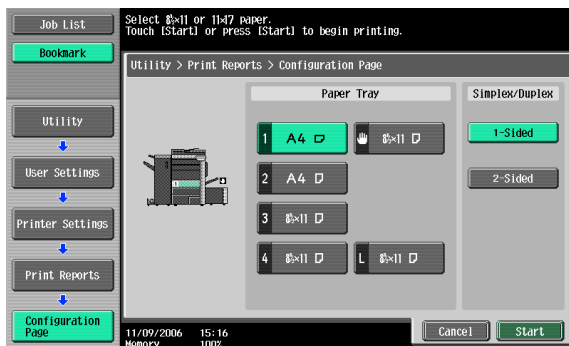 Job List
Bookmark
Select 8½×11 or 11×17 paper.
Touch [Start] or press [Start] to begin printing.
Utility > Print Reports > Configuration Page
Utility
User Settings
Printer Settings
Print Reports
Configuration
Page
Paper Tray
1 A4
8½×11
2 A4
3 8½×11
4 8½×11
L 8½×11
1
Simplex/Duplex
1-Sided
2-Sided
11/09/2006 15:16
Memory 100%
Cancel
Start